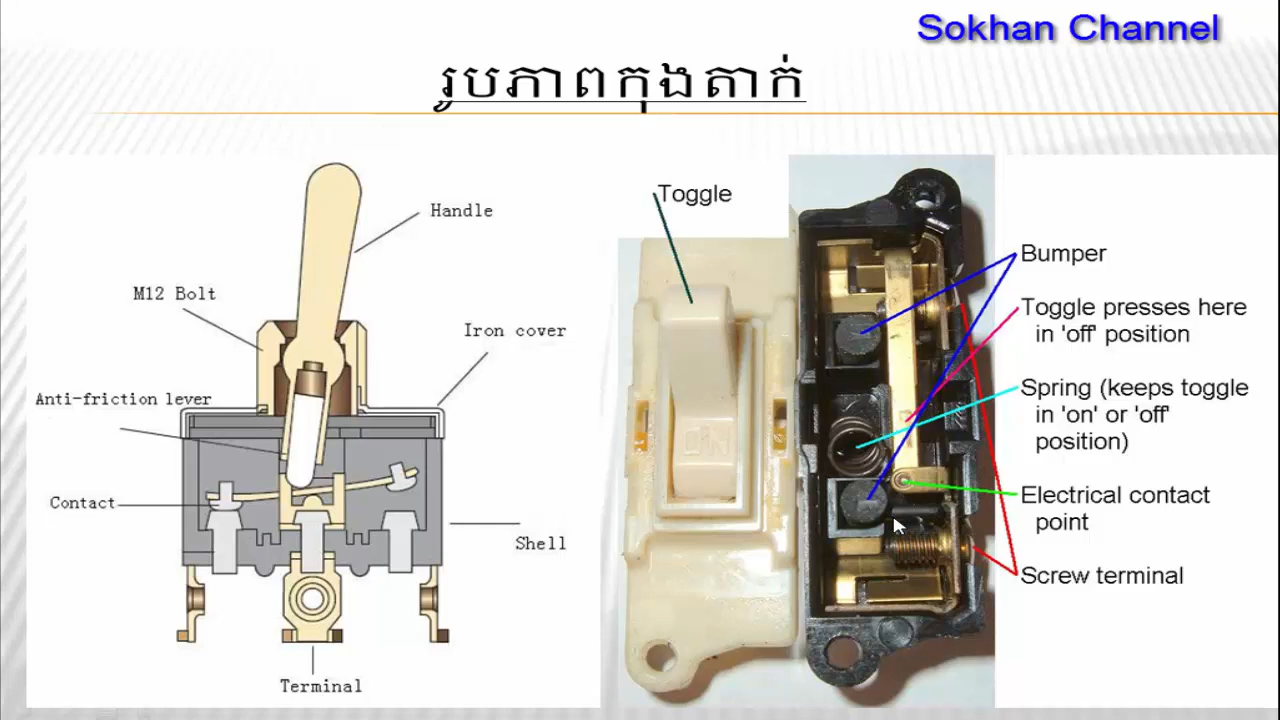 Sokhan Channel
រូបភាពកុងតាក់
Handle
M12 Bolt
Iron cover
Anti-friction lever
Contact
Shell
Terminal
Toggle
ON
Bumper
Toggle presses here
in 'off' position
Spring (keeps toggle
in 'on' or 'off'
position)
Electrical contact
point
Screw terminal